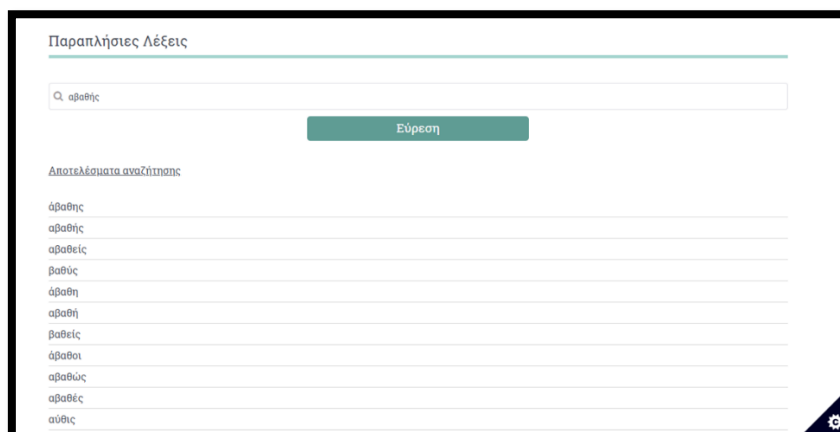 Παραπλήσιες Λέξεις
αβαθής
Εύρεση
Αποτελέσματα αναζήτησης
άβαθης
αβαθής
αβαθείς
βαθύς
άβαθη
αβαθή
βαθείς
άβαθοι
αβαθώς
αβαθές
αύθις